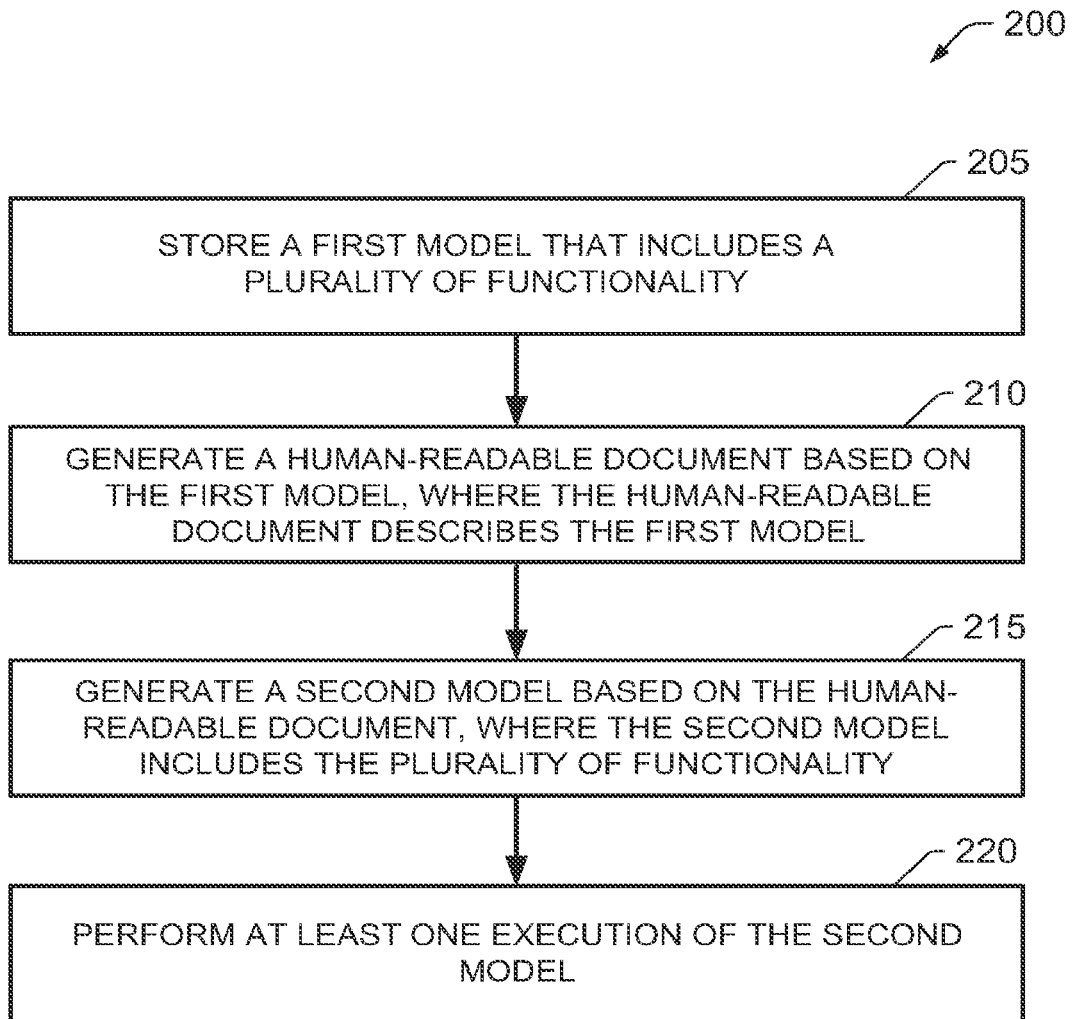 200
205
STORE A FIRST MODEL THAT INCLUDES A
PLURALITY OF FUNCTIONALITY
210
GENERATE A HUMAN-READABLE DOCUMENT BASED ON
THE FIRST MODEL, WHERE THE HUMAN-READABLE
DOCUMENT DESCRIBES THE FIRST MODEL
215
GENERATE A SECOND MODEL BASED ON THE HUMAN-
READABLE DOCUMENT, WHERE THE SECOND MODEL
INCLUDES THE PLURALITY OF FUNCTIONALITY
220
PERFORM AT LEAST ONE EXECUTION OF THE SECOND
MODEL